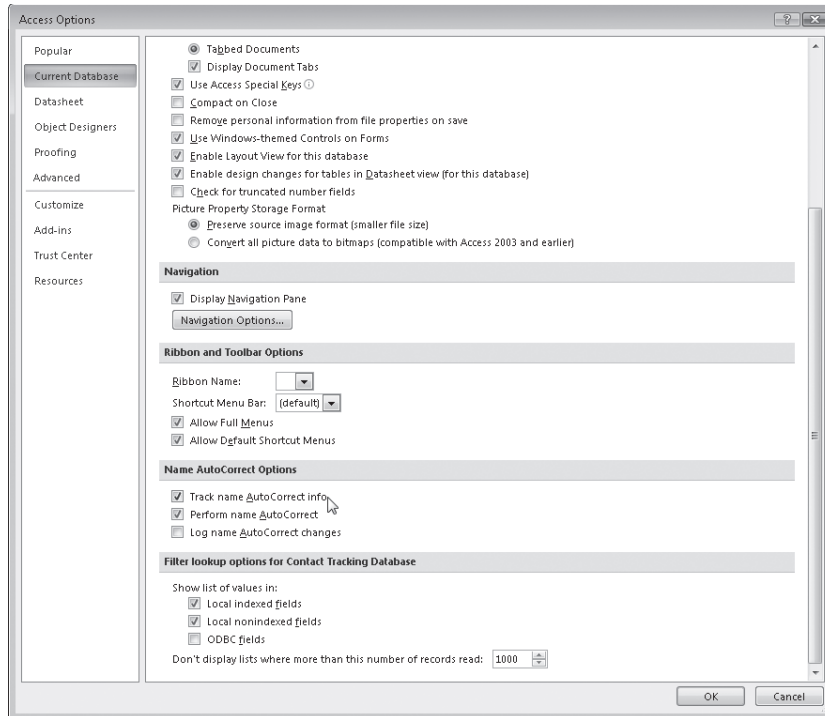 Access Options
Popular
Current Database
Datasheet
Object Designers
Proofing
Advanced
Customize
Add-ins
Trust Center
Resources
Tabbed Documents
Display Document Tabs
Use Access Special Keys
Compact on Close
Remove personal information from file properties on save
Use Windows-themed Controls on Forms
Enable Layout View for this database
Enable design changes for tables in Datasheet view (for this database)
Check for truncated number fields
Picture Property Storage Format
Preserve source image format (smaller file size)
Convert all picture data to bitmaps (compatible with Access 2003 and earlier)
Navigation
Display Navigation Pane
Navigation Options...
Ribbon and Toolbar Options
Ribbon Name:
Shortcut Menu Bar: (default)
Allow Full Menus
Allow Default Shortcut Menus
Name AutoCorrect Options
Track name AutoCorrect info
Perform name AutoCorrect
Log name AutoCorrect changes
Filter lookup options for Contact Tracking Database
Show list of values in:
Local indexed fields
Local nonindexed fields
ODBC fields
Don't display lists where more than this number of records read: 1000
OK Cancel